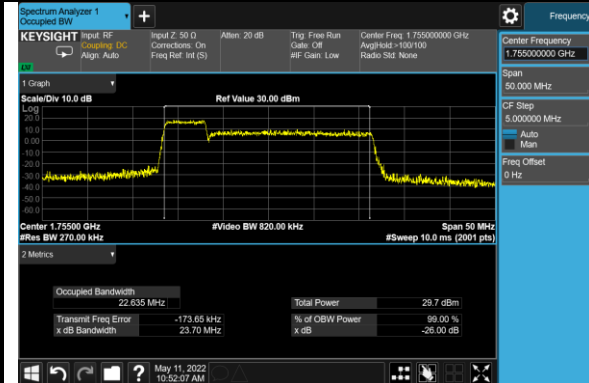 Spectrum Analyzer 1
Occupied BW
Frequency
KEYSIGHT
Input: RF
Coupling: DC
Align: Auto
Input Z: 50 Ω
Corrections: On
Freq Ref: Int (S)
Atten: 20 dB
Trig: Free Run
Gate: Off
#IF Gain: Low
Center Freq: 1.755000000 GHz
Avg|Hold:>100/100
Radio Std: None
Center Frequency
1.755000000 GHz
Span
50.000 MHz
CF Step
5.000000 MHz
Auto
Man
Freq Offset
0 Hz
1 Graph
Scale/Div 10.0 dB
Ref Value 30.00 dBm
Log
20.0
10.0
0.00
-10.0
-20.0
-30.0
-40.0
-50.0
-60.0
Center 1.75500 GHz
#Video BW 820.00 kHz
Span 50 MHz
#Res BW 270.00 kHz
#Sweep 10.0 ms (2001 pts)
2 Metrics
Occupied Bandwidth
22.635 MHz
Total Power
29.7 dBm
Transmit Freq Error
-173.65 kHz
% of OBW Power
99.00 %
x dB Bandwidth
23.70 MHz
x dB
-26.00 dB
?
May 11, 2022
10:52:07 AM